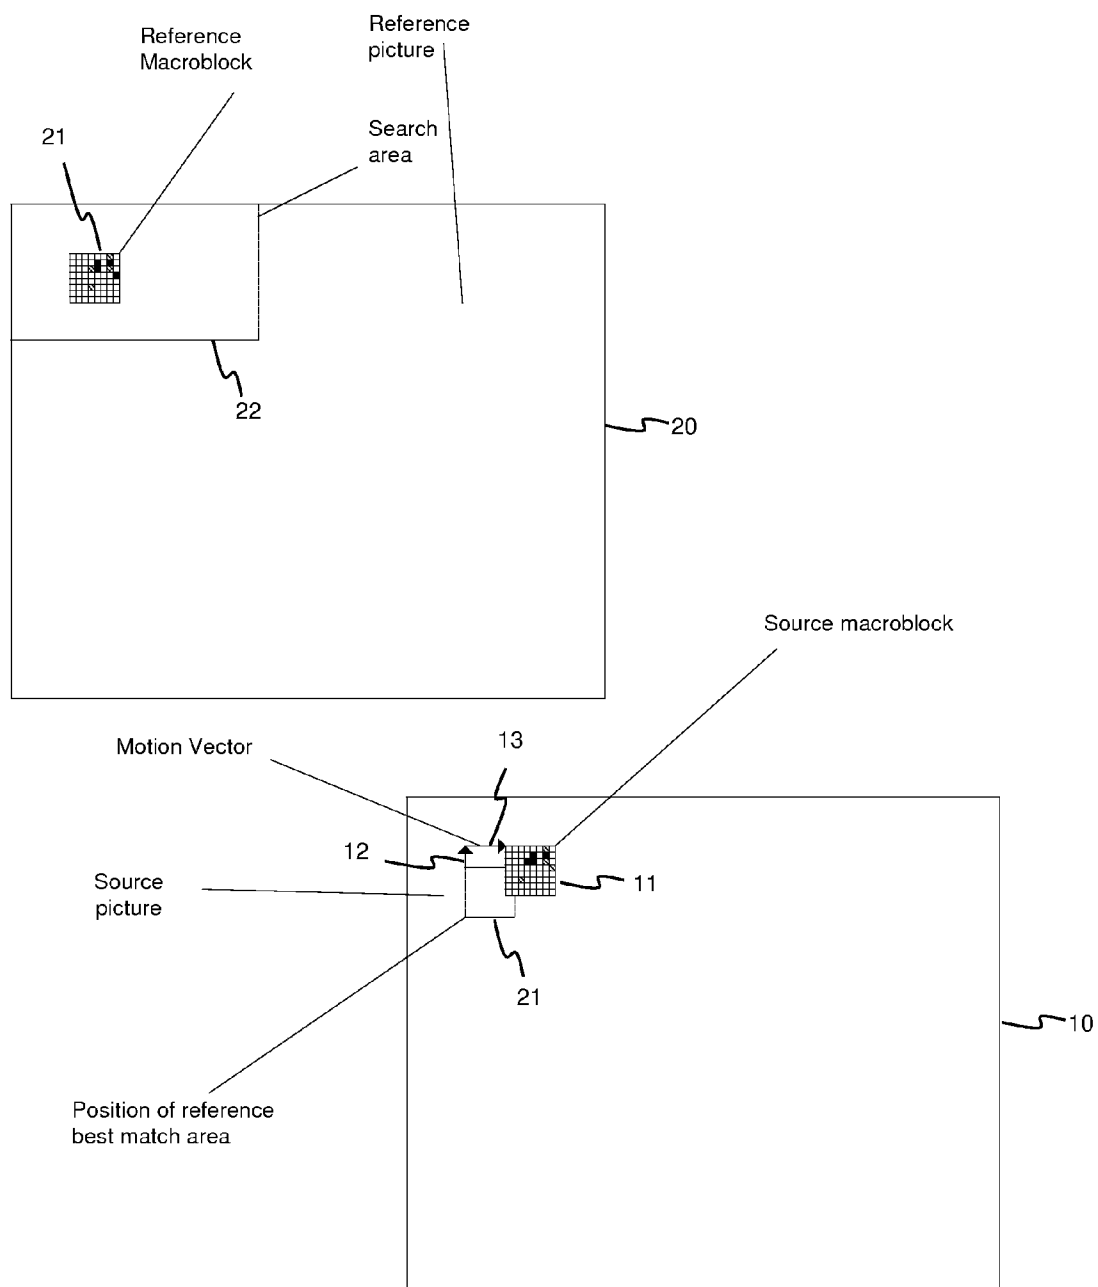 Reference
Macroblock
Reference
picture
Search
area
21
22
20
Source macroblock
Motion Vector
13
12
Source
picture
11
21
10
Position of reference
best match area